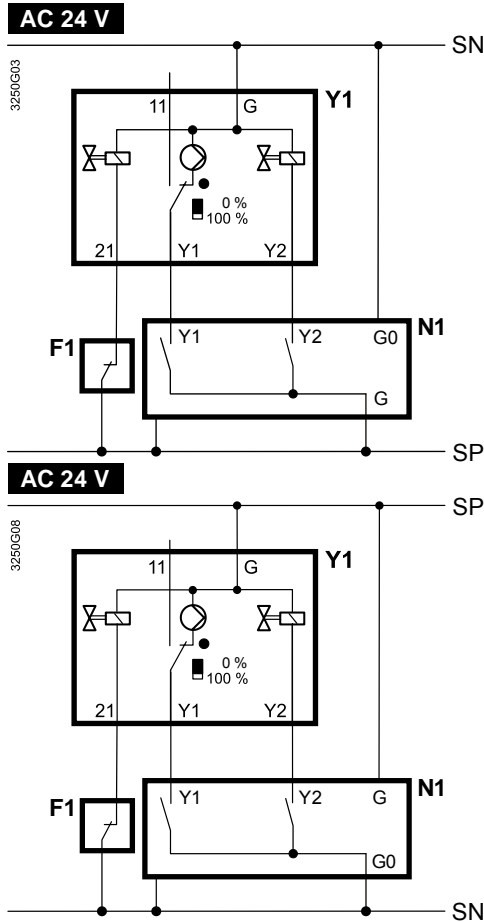 AC 24 V
SN
3250G03
11
G
Y1
0 %
100 %
21
Y1
Y2
N1
F1
Y1
Y2
G0
G
SP
AC 24 V
SP
3250G08
11
G
Y1
0 %
100 %
21
Y1
Y2
N1
F1
Y1
Y2
G
G0
SN